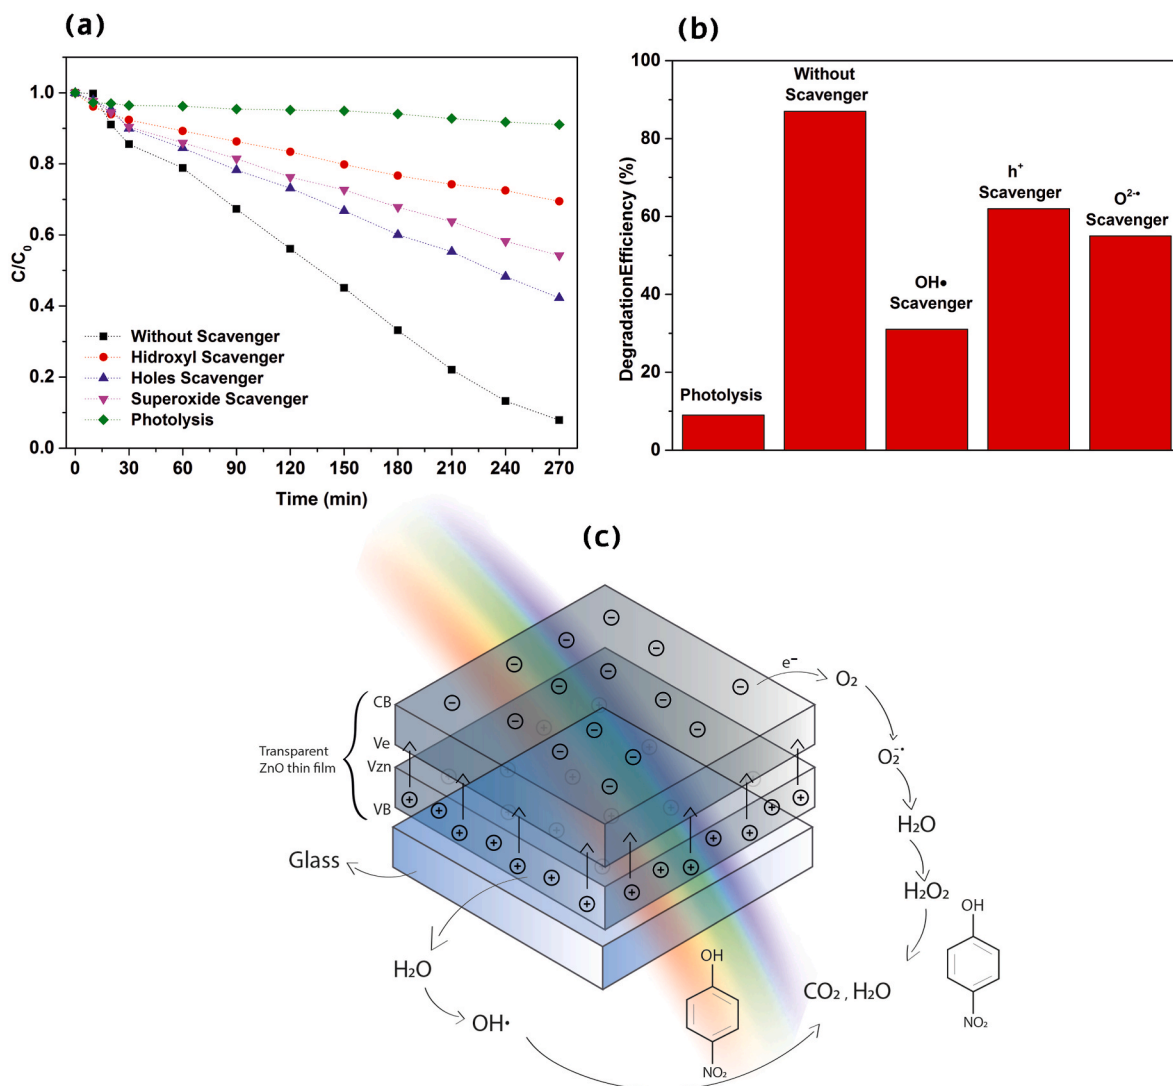 (a)
1.0
0.8
0.6
0.4
0.2
0.0
C/C₀
Without Scavenger
Hidroxyl Scavenger
Holes Scavenger
Superoxide Scavenger
Photolysis
0 30 60 90 120 150 180 210 240 270
Time (min)
(b)
100
80
60
40
20
0
DegradationEfficiency (%)
Photolysis
Without
Scavenger
OH●
Scavenger
h⁺
Scavenger
O²⁻•
Scavenger
(c)
CB
Ve
Vzn
VB
Transparent
ZnO thin film
Glass
e⁻
O₂
O₂⁻•
H₂O
H₂O₂
OH
NO₂
H₂O
OH•
OH
NO₂
CO₂ , H₂O